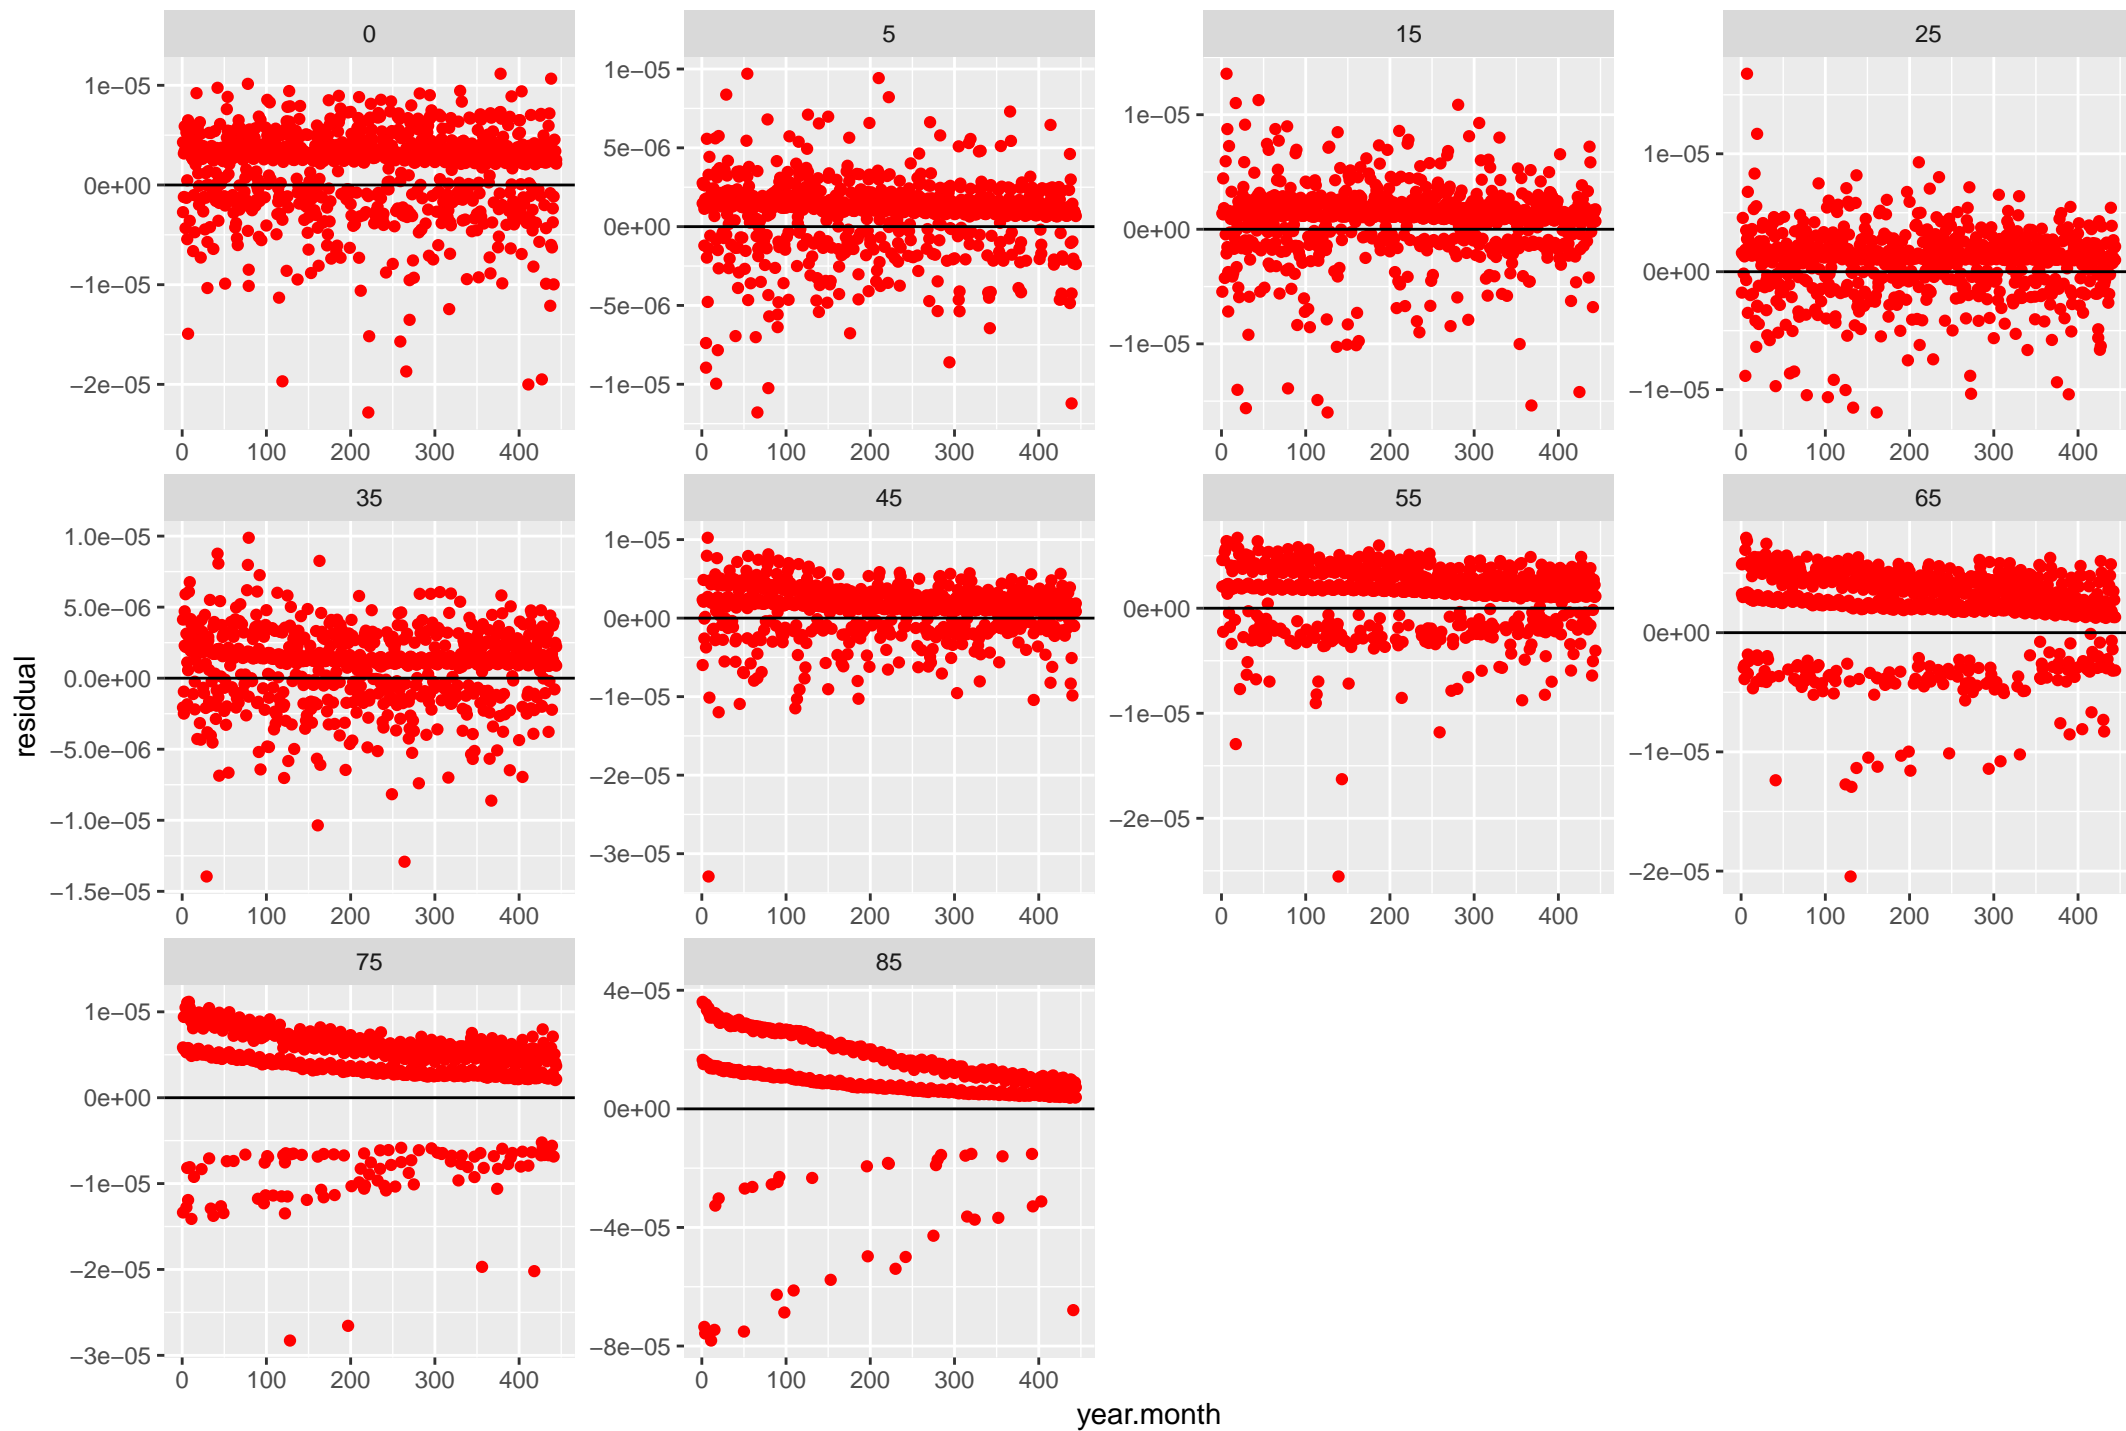 0 5 15 25
1e−05
0e+00
−1e−05
−2e−05
1e−05
5e−06
0e+00
−5e−06
−1e−05
1e−05
0e+00
−1e−05
1e−05
0e+00
−1e−05
0 100 200 300 400 0 100 200 300 400 0 100 200 300 400 0 100 200 300 400
35 45 55 65
1.0e−05
5.0e−06
0.0e+00
−5.0e−06
−1.0e−05
−1.5e−05
1e−05
0e+00
−1e−05
−2e−05
−3e−05
0e+00
−1e−05
−2e−05
0e+00
−1e−05
−2e−05
0 100 200 300 400 0 100 200 300 400 0 100 200 300 400 0 100 200 300 400
residual
75 85
1e−05
0e+00
−1e−05
−2e−05
−3e−05
4e−05
0e+00
−4e−05
−8e−05
0 100 200 300 400 0 100 200 300 400
year.month